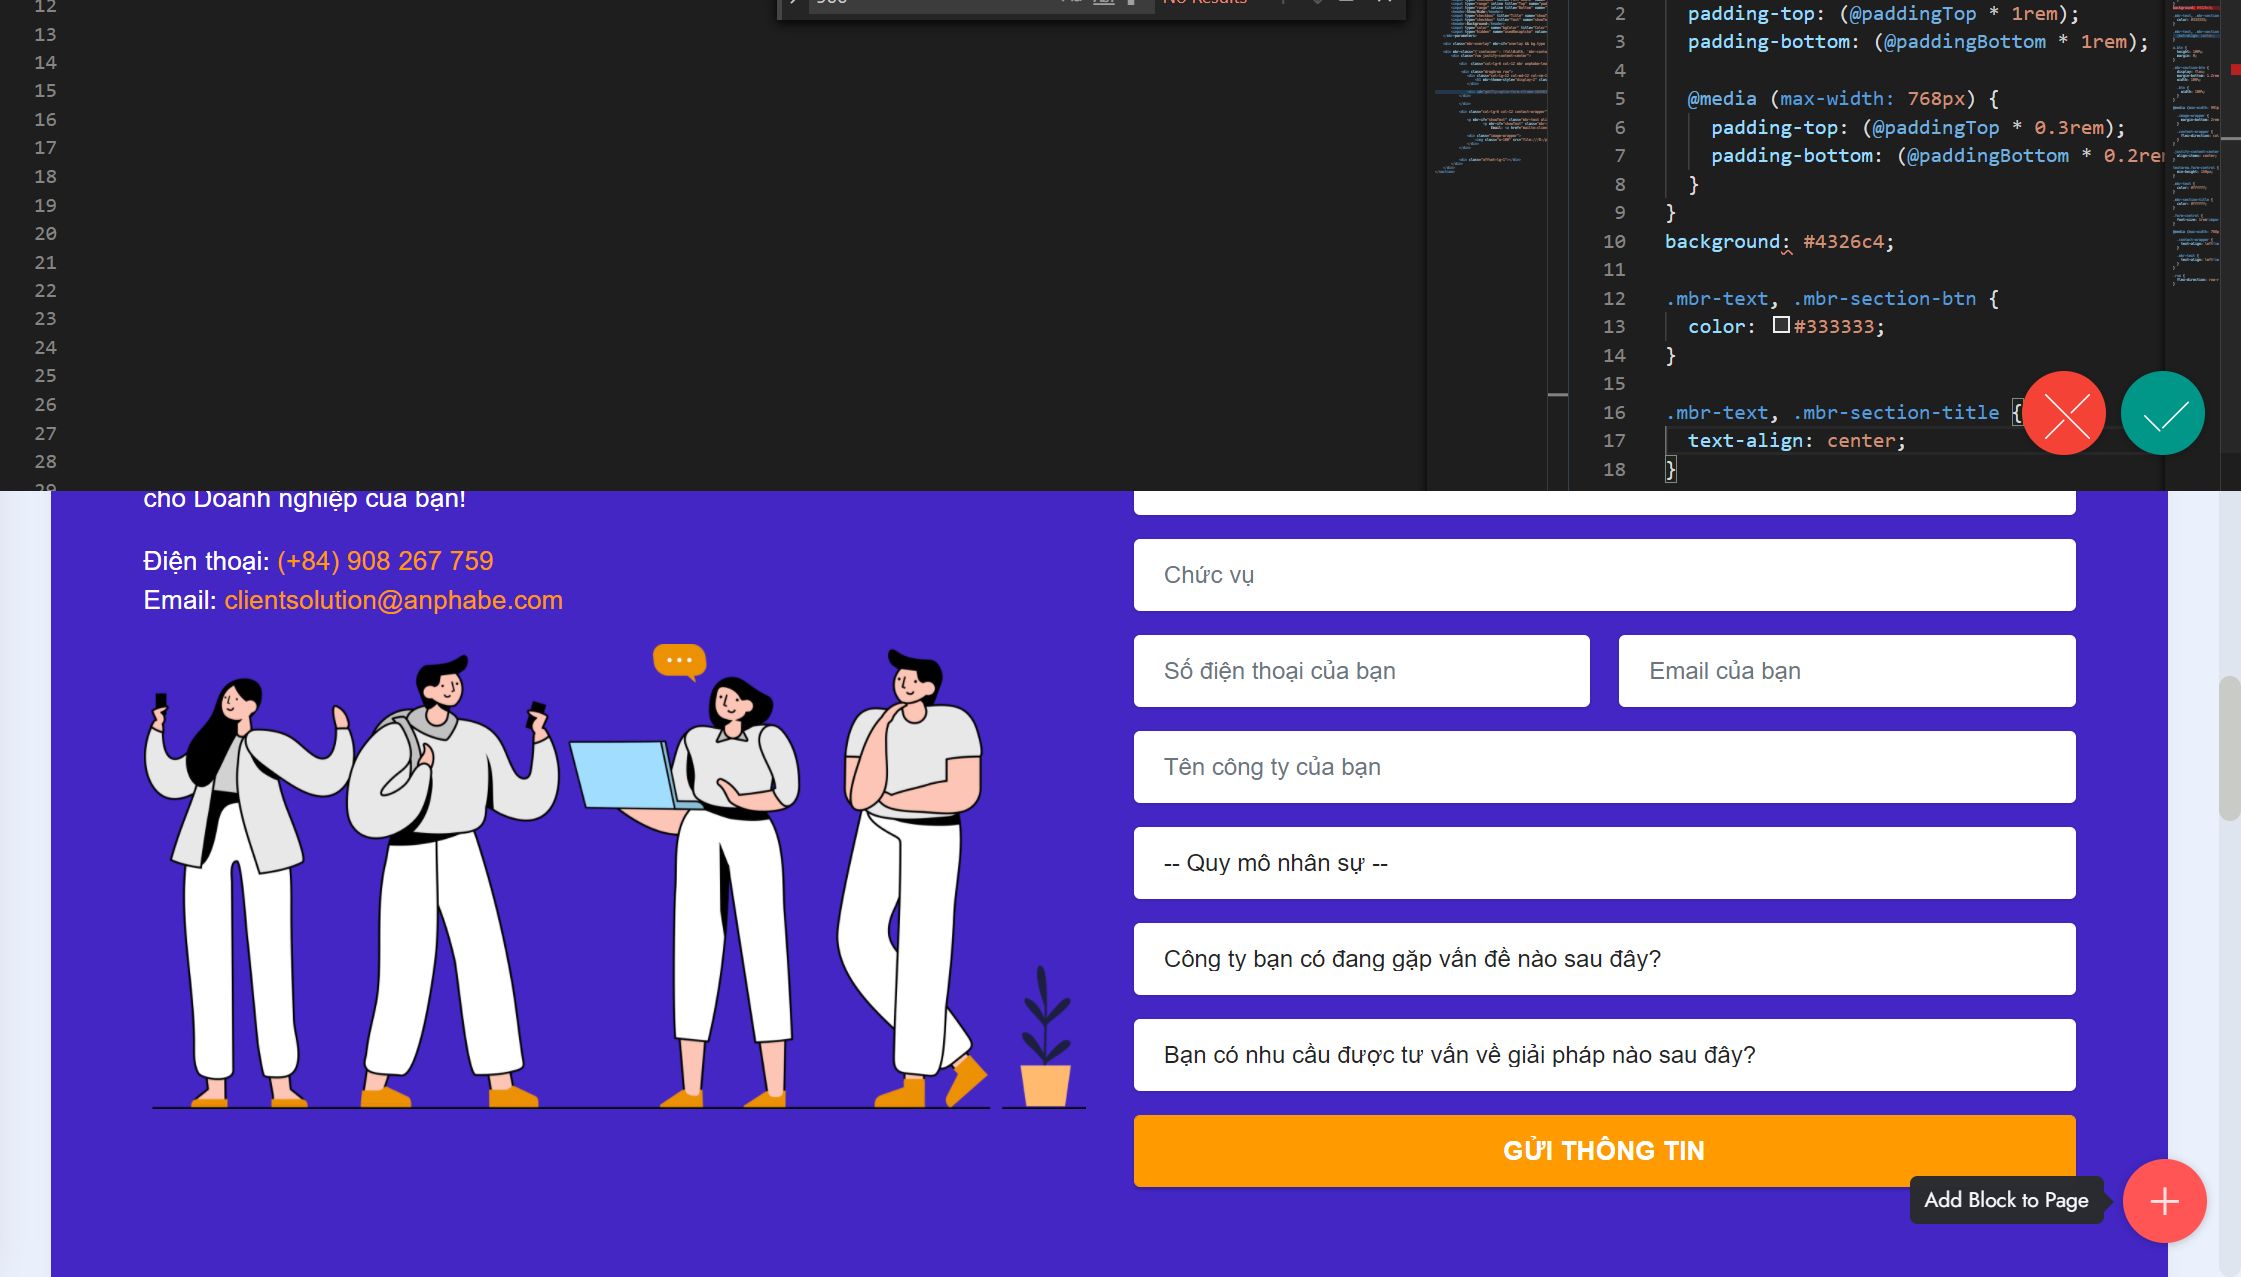 12
13
14
15
16
17
18
19
20
21
22
23
24
25
26
27
28
No Results
2 padding-top: (@paddingTop * 1rem);
3 padding-bottom: (@paddingBottom * 1rem);
4
5 @media (max-width: 768px) {
6 padding-top: (@paddingTop * 0.3rem);
7 padding-bottom: (@paddingBottom * 0.2re
8 }
9 }
10 background: #4326c4;
11
12 .mbr-text, .mbr-section-btn {
13 color: #333333;
14 }
15
16 .mbr-text, .mbr-section-title {
17 text-align: center;
18 }
cho Doanh nghiệp của bạn!
Điện thoại: (+84) 908 267 759
Email: clientsolution@anphabe.com
Chức vụ
Số điện thoại của bạn
Email của bạn
Tên công ty của bạn
-- Quy mô nhân sự --
Công ty bạn có đang gặp vấn đề nào sau đây?
Bạn có nhu cầu được tư vấn về giải pháp nào sau đây?
GỬI THÔNG TIN
Add Block to Page